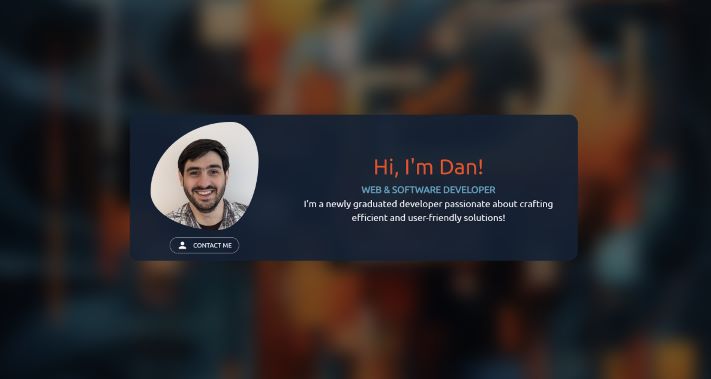 Hi, I'm Dan!
WEB & SOFTWARE DEVELOPER
I'm a newly graduated developer passionate about crafting
efficient and user-friendly solutions!
CONTACT ME